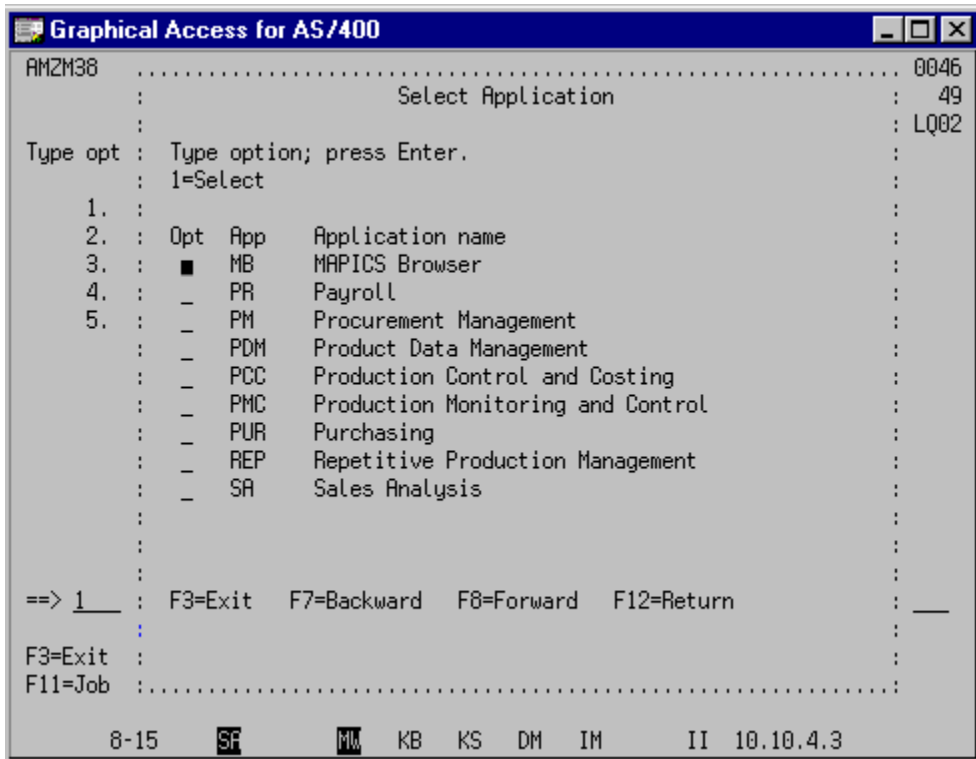 Graphical Access for AS/400
AMZM38 ............................................................... 0046
: Select Application : 49
: : LQ02
Type opt : Type option; press Enter. :
: 1=Select :
1. : :
2. : Opt App Application name :
3. : MB MAPICS Browser :
4. : _ PR Payroll :
5. : _ PM Procurement Management :
: _ PDM Product Data Management :
: _ PCC Production Control and Costing :
: _ PMC Production Monitoring and Control :
: _ PUR Purchasing :
: _ REP Repetitive Production Management :
: _ SA Sales Analysis :
: :
: :
: :
==> 1___ : F3=Exit F7=Backward F8=Forward F12=Return : ___
: :
F3=Exit : :
F11=Job :..............................................................:
8-15 SF MW KB KS DM IM II 10.10.4.3